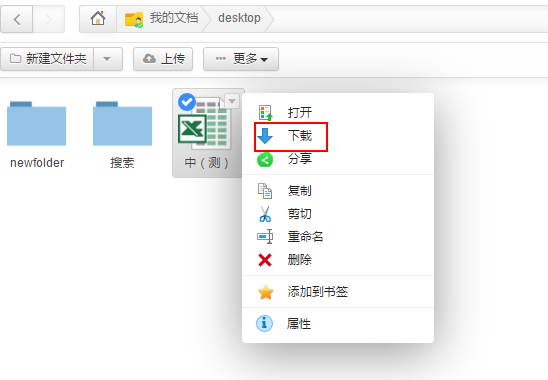 我的文档 desktop
新建文件夹 上传 更多
newfolder 搜索 中（测）
打开
下载
分享
复制
剪切
重命名
删除
添加到书签
属性